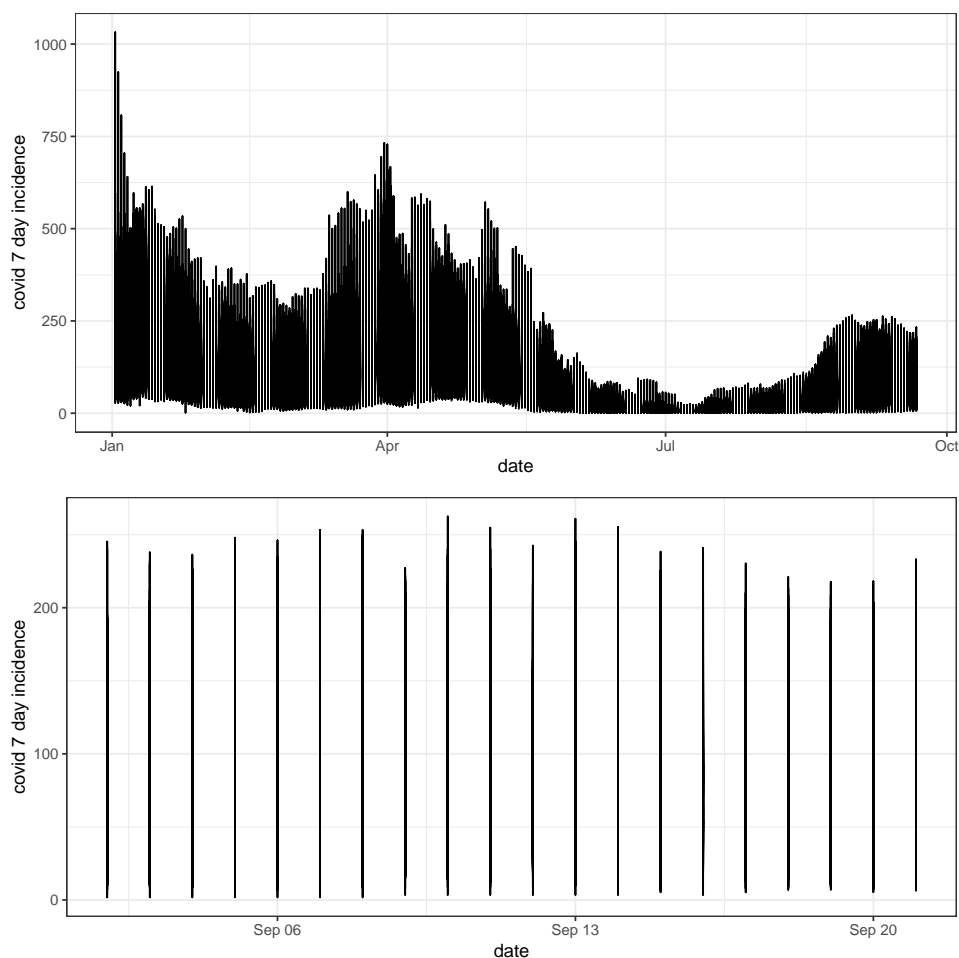 1000
750
500
250
0
covid 7 day incidence
Jan
Apr
Jul
Oct
date
200
100
0
covid 7 day incidence
Sep 06
Sep 13
Sep 20
date